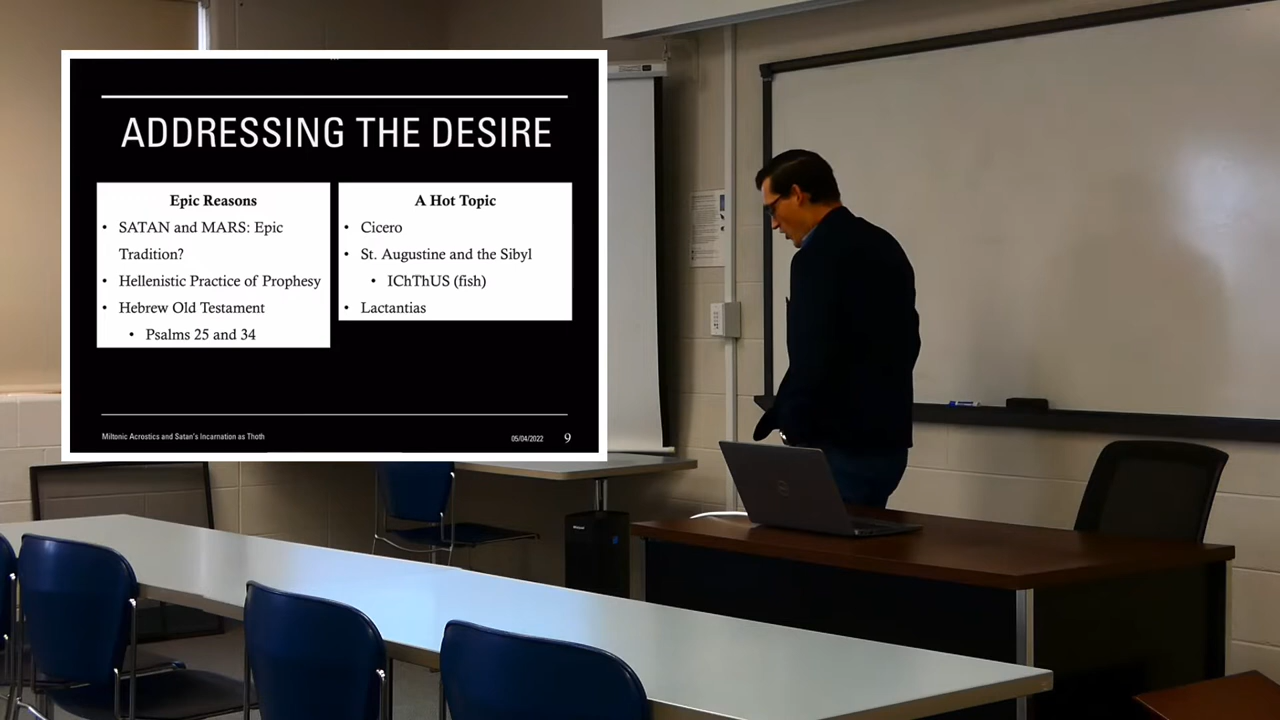 ADDRESSING THE DESIRE
Epic Reasons
• SATAN and MARS: Epic
Tradition?
• Hellenistic Practice of Prophesy
• Hebrew Old Testament
• Psalms 25 and 34
A Hot Topic
• Cicero
• St. Augustine and the Sibyl
• IChThUS (fish)
• Lactantias
Miltonic Acrostics and Satan's Incarnation as Thoth
05/04/2022 9
DELL